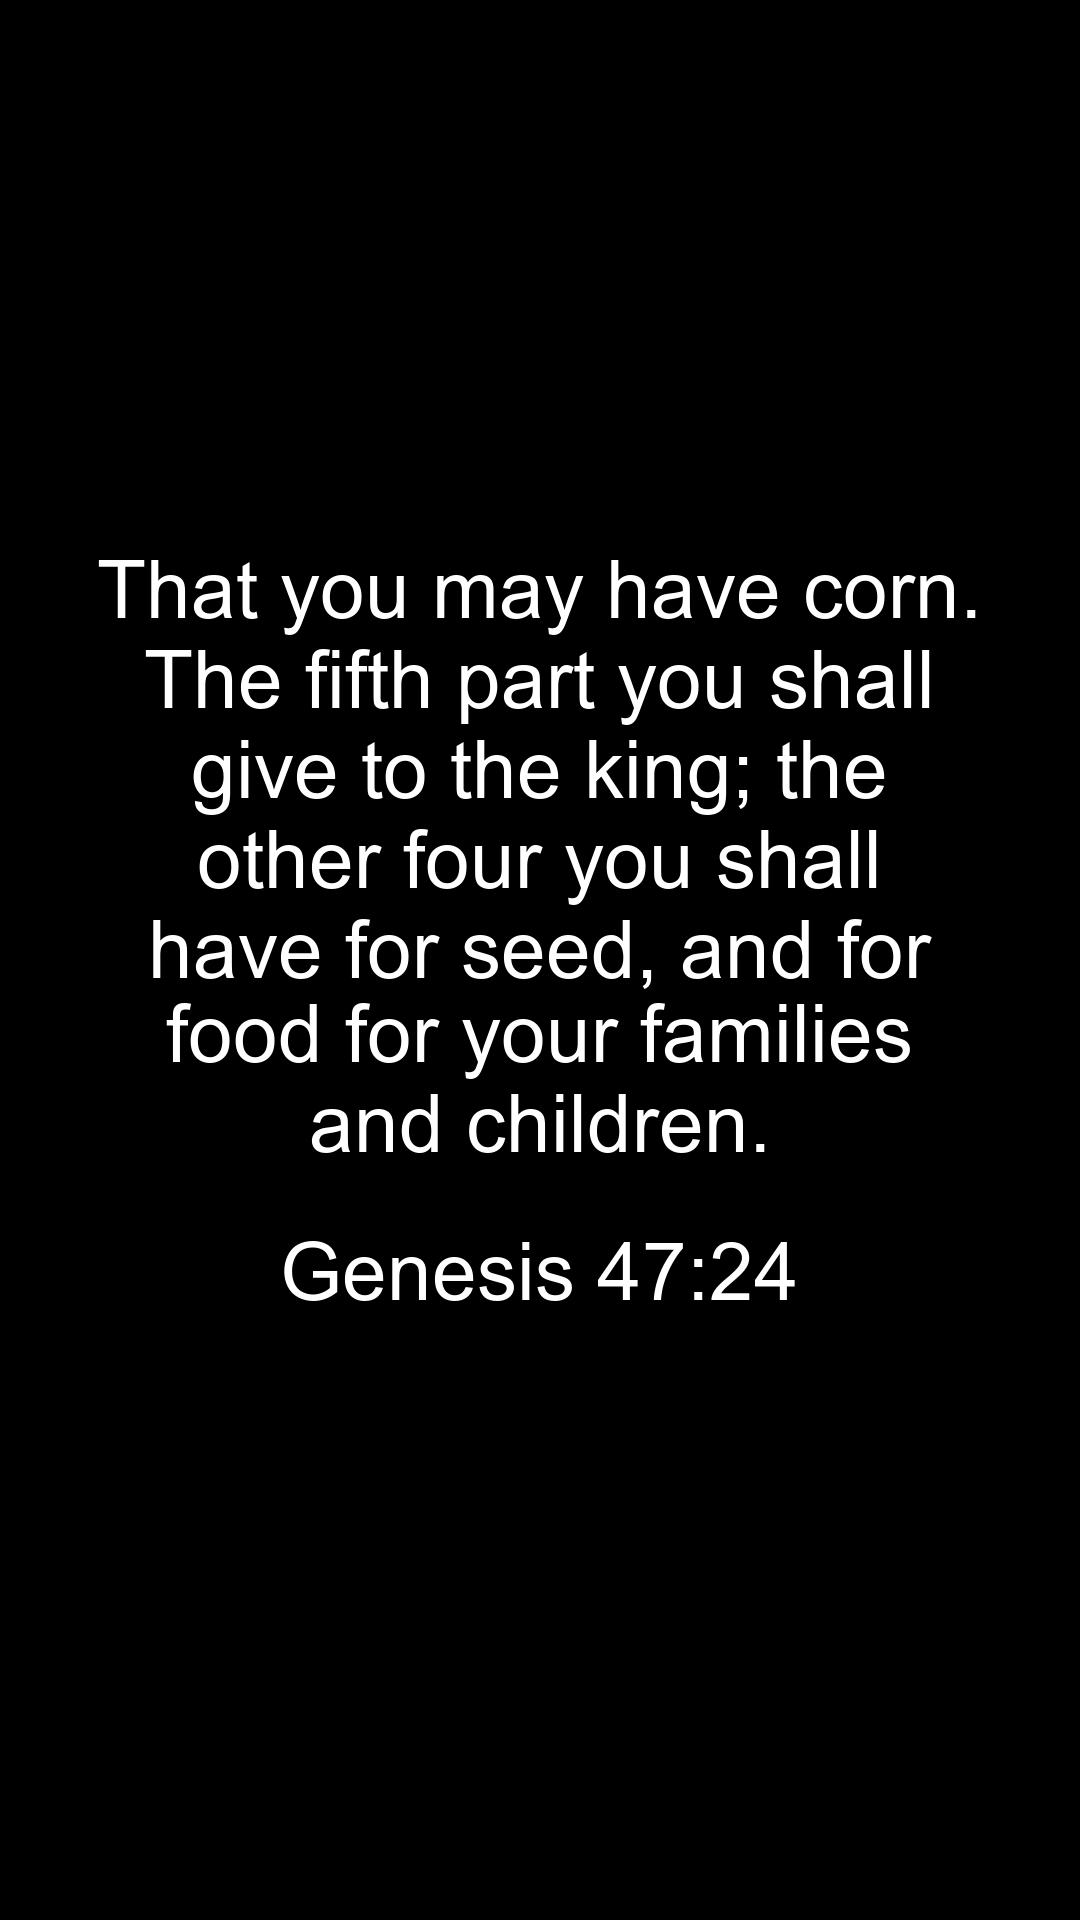 That you may have corn.
The fifth part you shall
give to the king; the
other four you shall
have for seed, and for
food for your families
and children.
Genesis 47:24